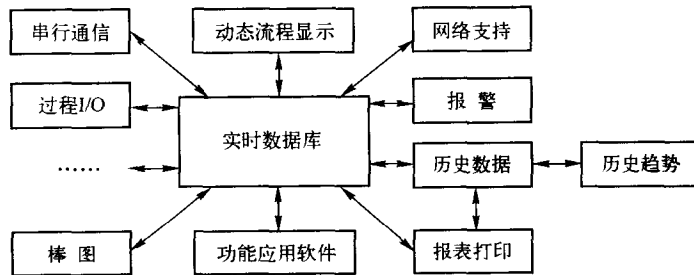 串行通信
动态流程显示
网络支持
过程I/O
报 警
实时数据库
……
历史数据
历史趋势
棒 图
功能应用软件
报表打印